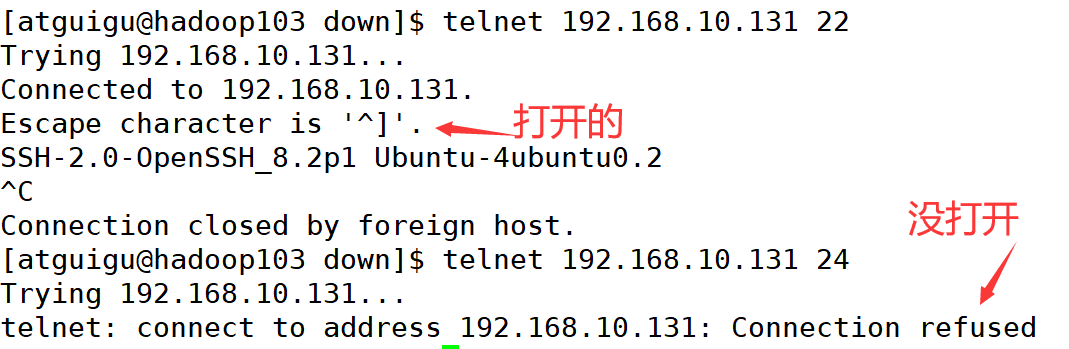 [atguigu@hadoop103 down]$ telnet 192.168.10.131 22
Trying 192.168.10.131...
Connected to 192.168.10.131.
Escape character is '^]'.
打开的
SSH-2.0-OpenSSH_8.2p1 Ubuntu-4ubuntu0.2
^C
Connection closed by foreign host.
没打开
[atguigu@hadoop103 down]$ telnet 192.168.10.131 24
Trying 192.168.10.131...
telnet: connect to address 192.168.10.131: Connection refused